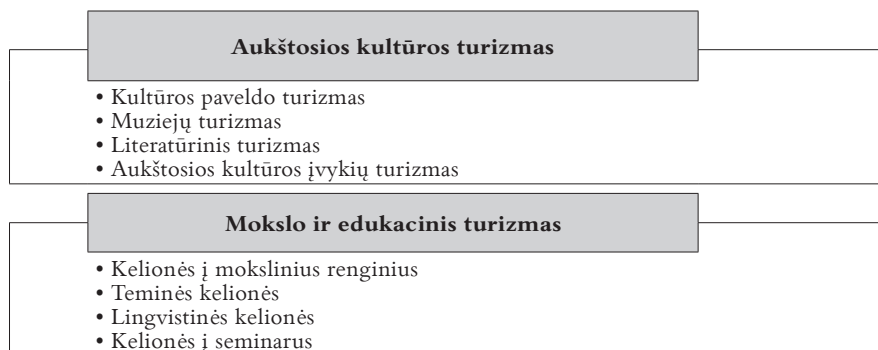 Aukštosios kultūros turizmas
• Kultūros paveldo turizmas
• Muziejų turizmas
• Literatūrinis turizmas
• Aukštosios kultūros įvykių turizmas
Mokslo ir edukacinis turizmas
• Kelionės į mokslinius renginius
• Teminės kelionės
• Lingvistinės kelionės
• Kelionės į seminarus